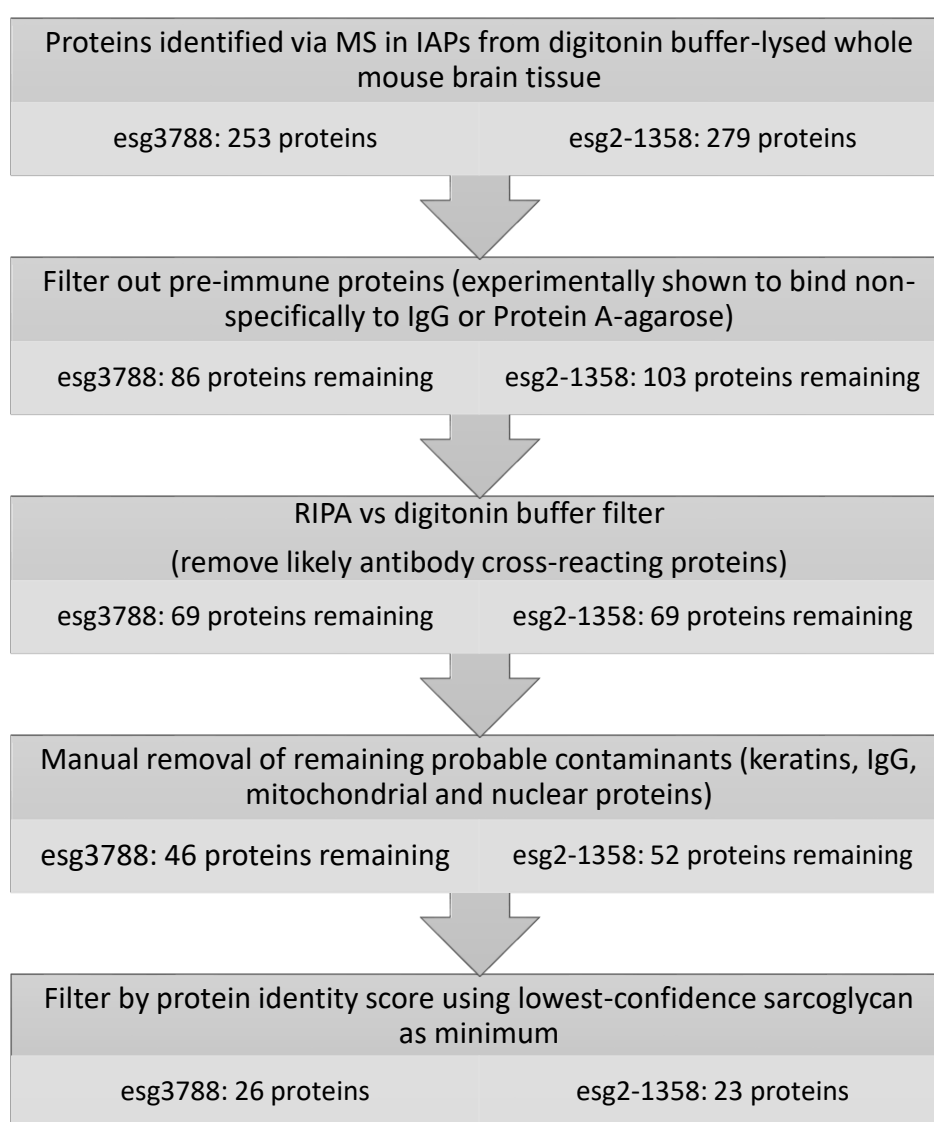 Proteins identified via MS in IAPs from digitonin buffer-lysed whole
mouse brain tissue
esg3788: 253 proteins
esg2-1358: 279 proteins
Filter out pre-immune proteins (experimentally shown to bind non-
specifically to IgG or Protein A-agarose)
esg3788: 86 proteins remaining
esg2-1358: 103 proteins remaining
RIPA vs digitonin buffer filter
(remove likely antibody cross-reacting proteins)
esg3788: 69 proteins remaining
esg2-1358: 69 proteins remaining
Manual removal of remaining probable contaminants (keratins, IgG,
mitochondrial and nuclear proteins)
esg3788: 46 proteins remaining
esg2-1358: 52 proteins remaining
Filter by protein identity score using lowest-confidence sarcoglycan
as minimum
esg3788: 26 proteins
esg2-1358: 23 proteins